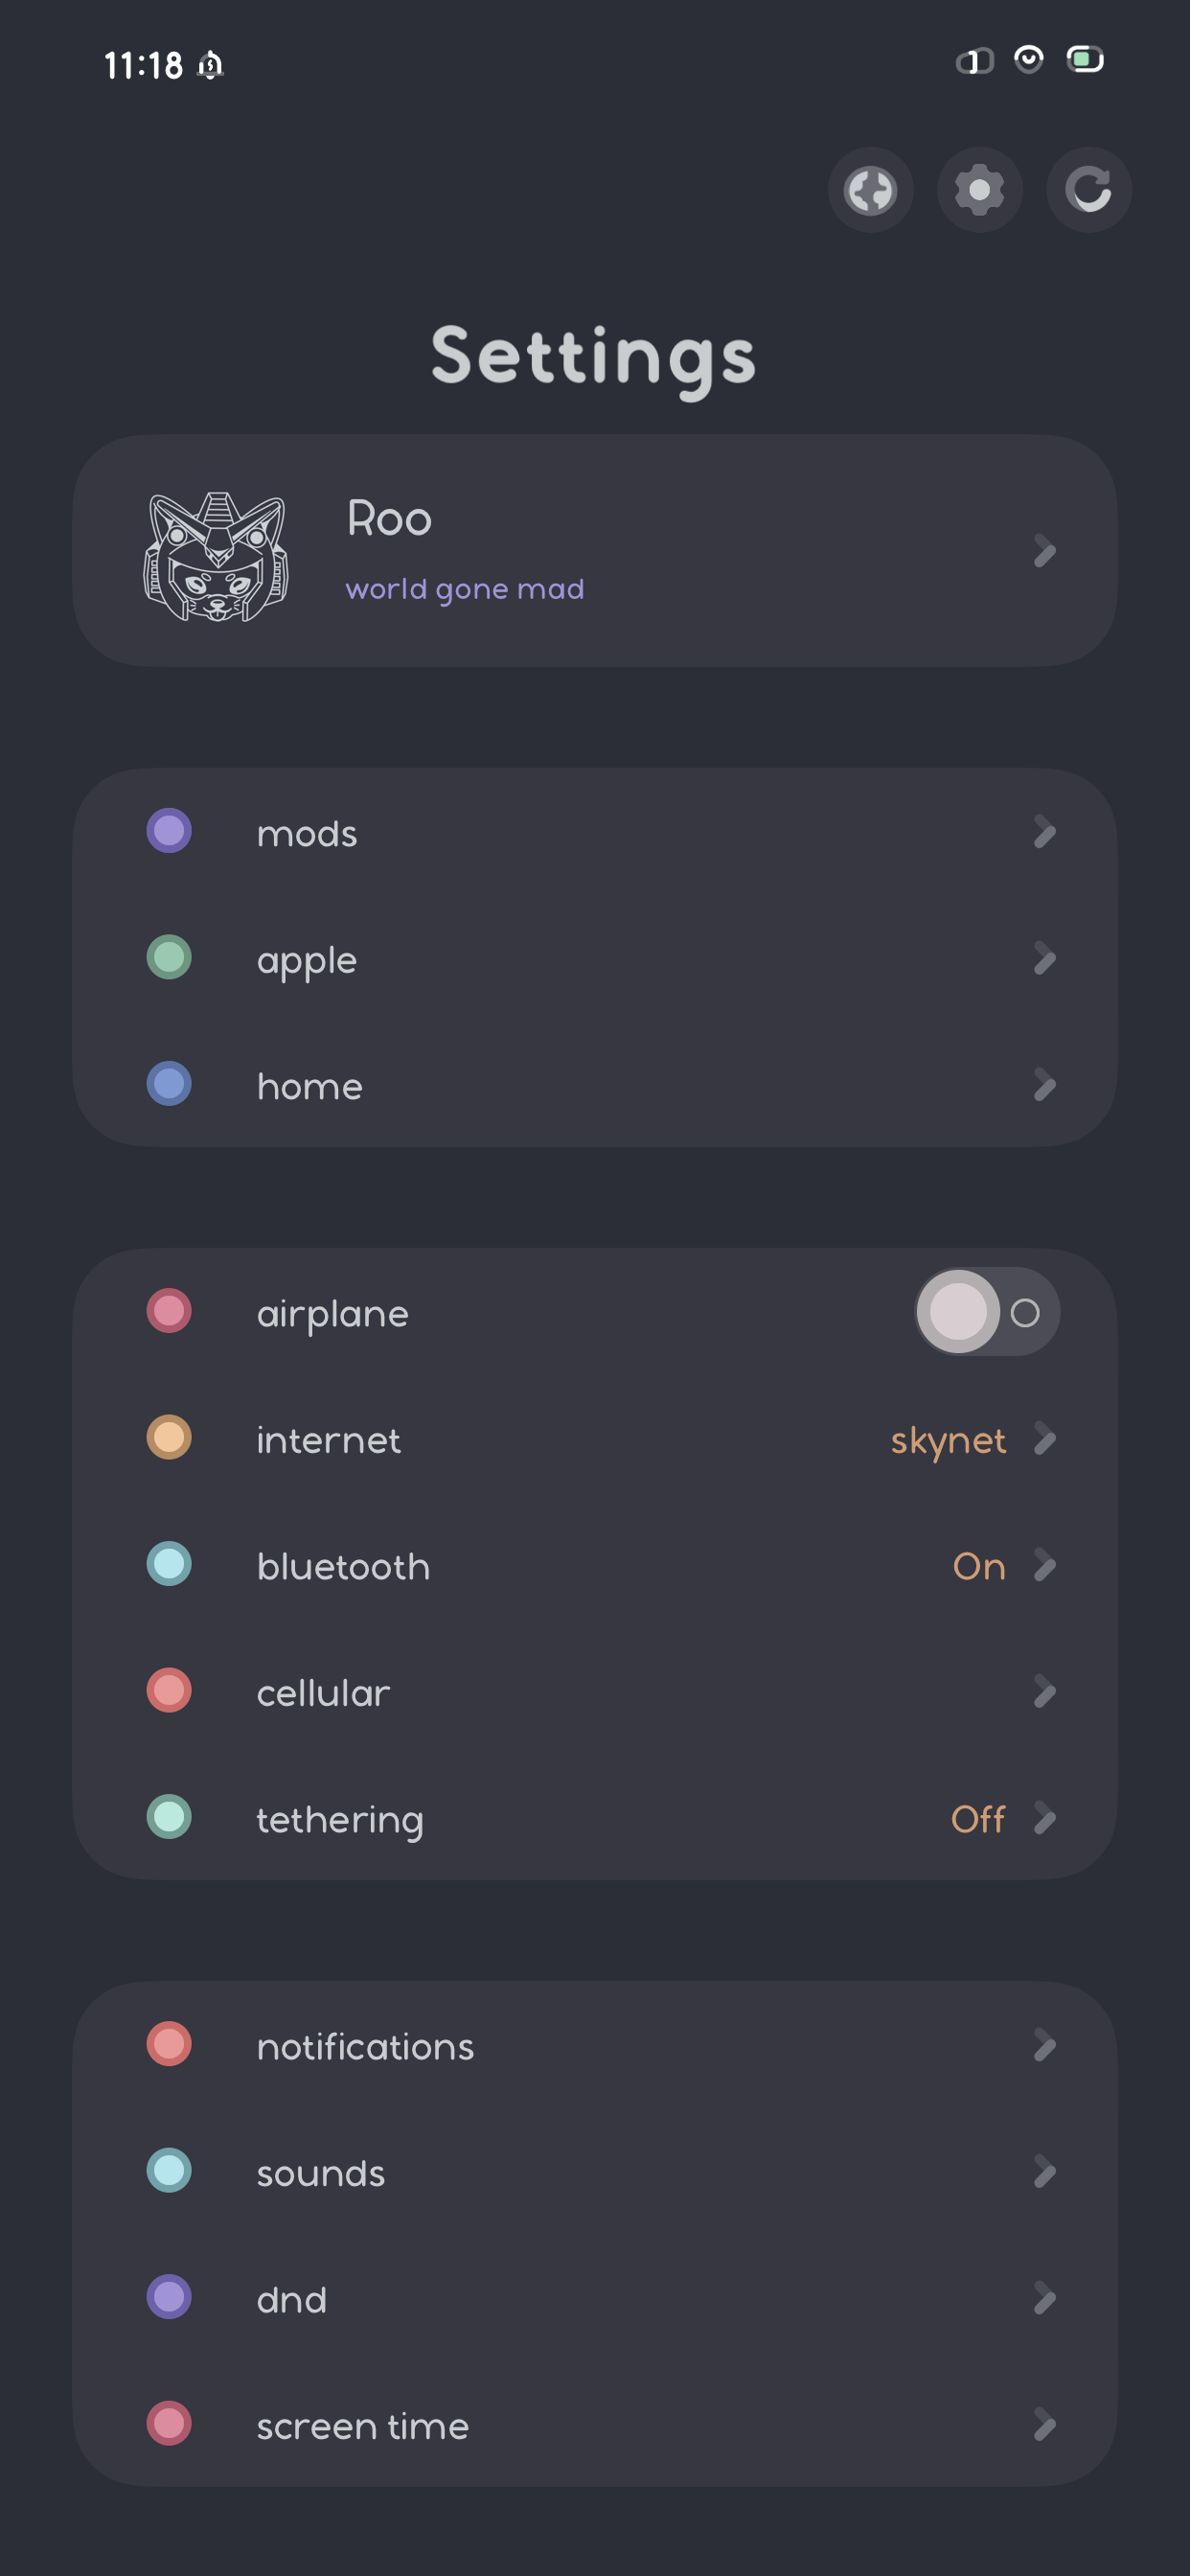 11:18
1
Settings
Roo
world gone mad
mods
apple
home
airplane
internet skynet
bluetooth On
cellular
tethering Off
notifications
sounds
dnd
screen time